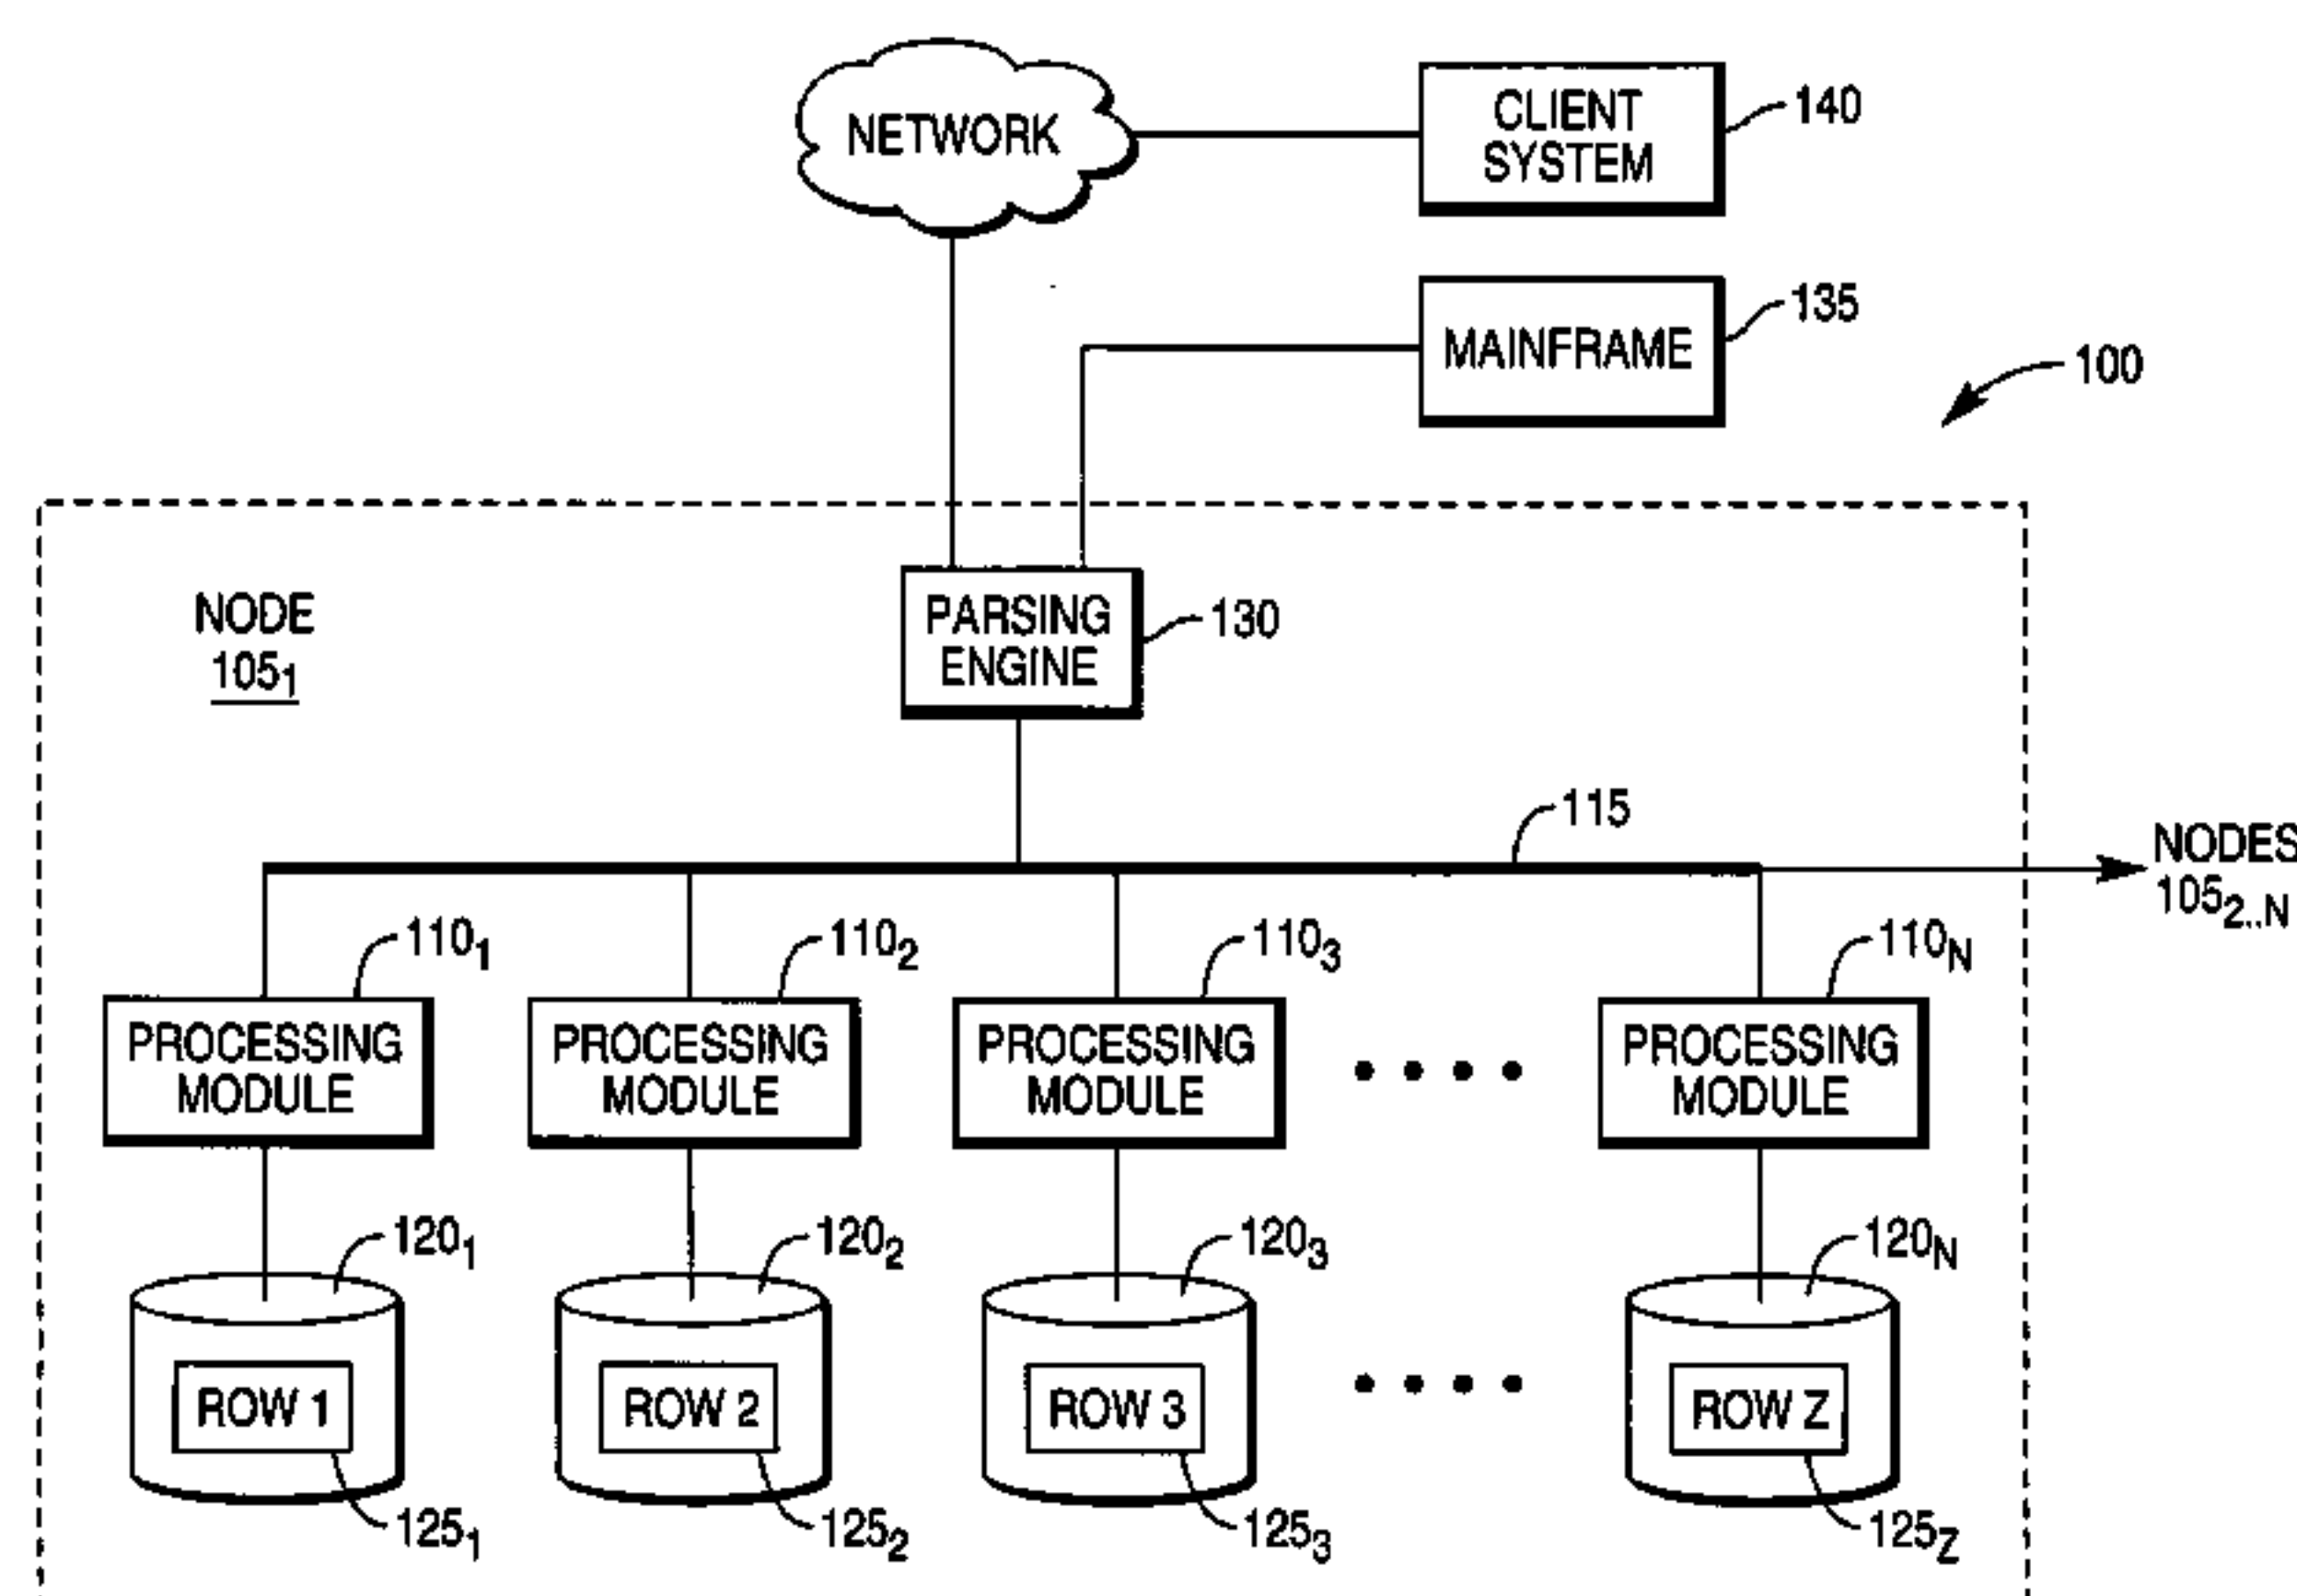 NETWORK
CLIENT
SYSTEM
140
MAINFRAME
135
100
NODE
105₁
PARSING
ENGINE
130
115
NODES
105₂..N
110₁
110₂
110₃
110N
PROCESSING
MODULE
PROCESSING
MODULE
PROCESSING
MODULE
PROCESSING
MODULE
120₁
120₂
120₃
120N
ROW 1
ROW 2
ROW 3
ROW Z
125₁
125₂
125₃
125Z